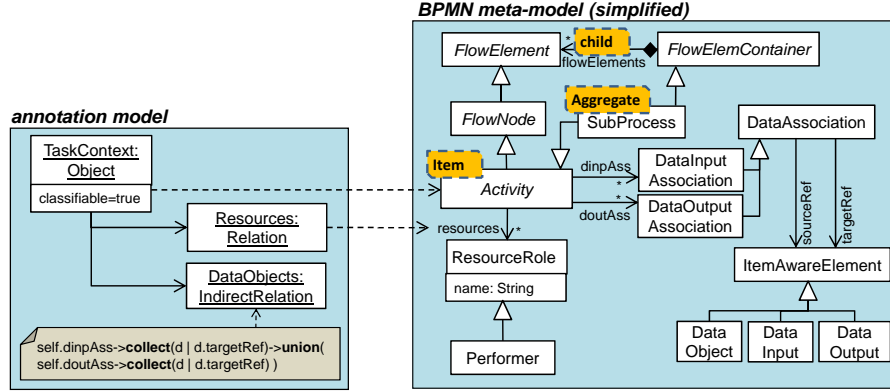 BPMN meta-model (simplified)
FlowElement
*
child
flowElements
FlowElemContainer
annotation model
TaskContext:
Object
classifiable=true
Resources:
Relation
DataObjects:
IndirectRelation
self.dinpAss->collect(d | d.targetRef)->union(
self.doutAss->collect(d | d.targetRef) )
FlowNode
Aggregate
SubProcess
DataAssociation
Item
Activity
dinpAss
*
DataInput
Association
doutAss
*
DataOutput
Association
sourceRef
targetRef
resources
*
ResourceRole
name: String
Performer
ItemAwareElement
Data
Object
Data
Input
Data
Output